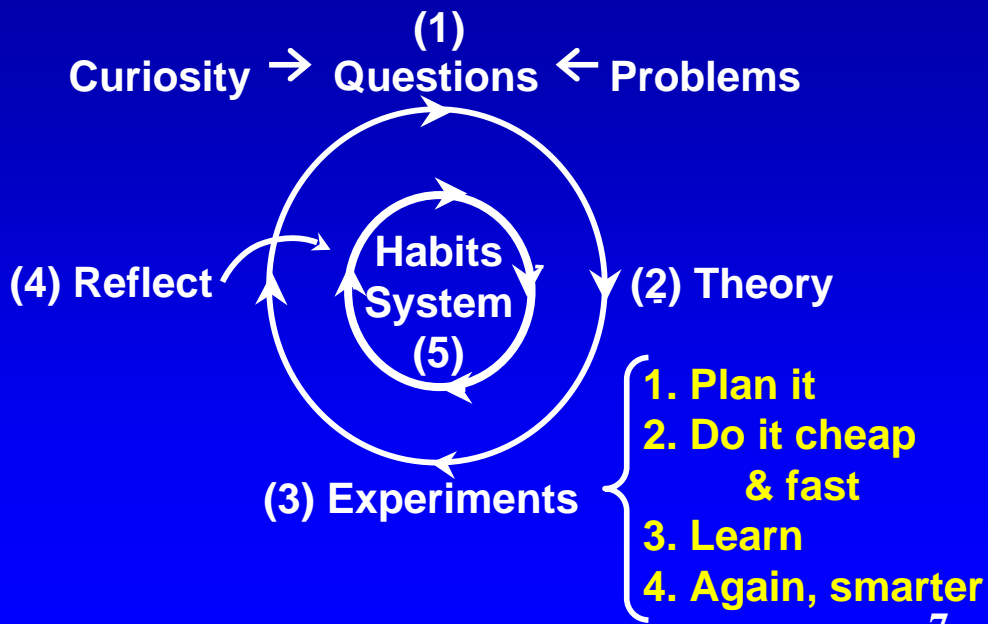 (1)
Curiosity → Questions ← Problems
Habits
System
(5)
(4) Reflect
(2) Theory
(3) Experiments
1. Plan it
2. Do it cheap
& fast
3. Learn
4. Again, smarter
7